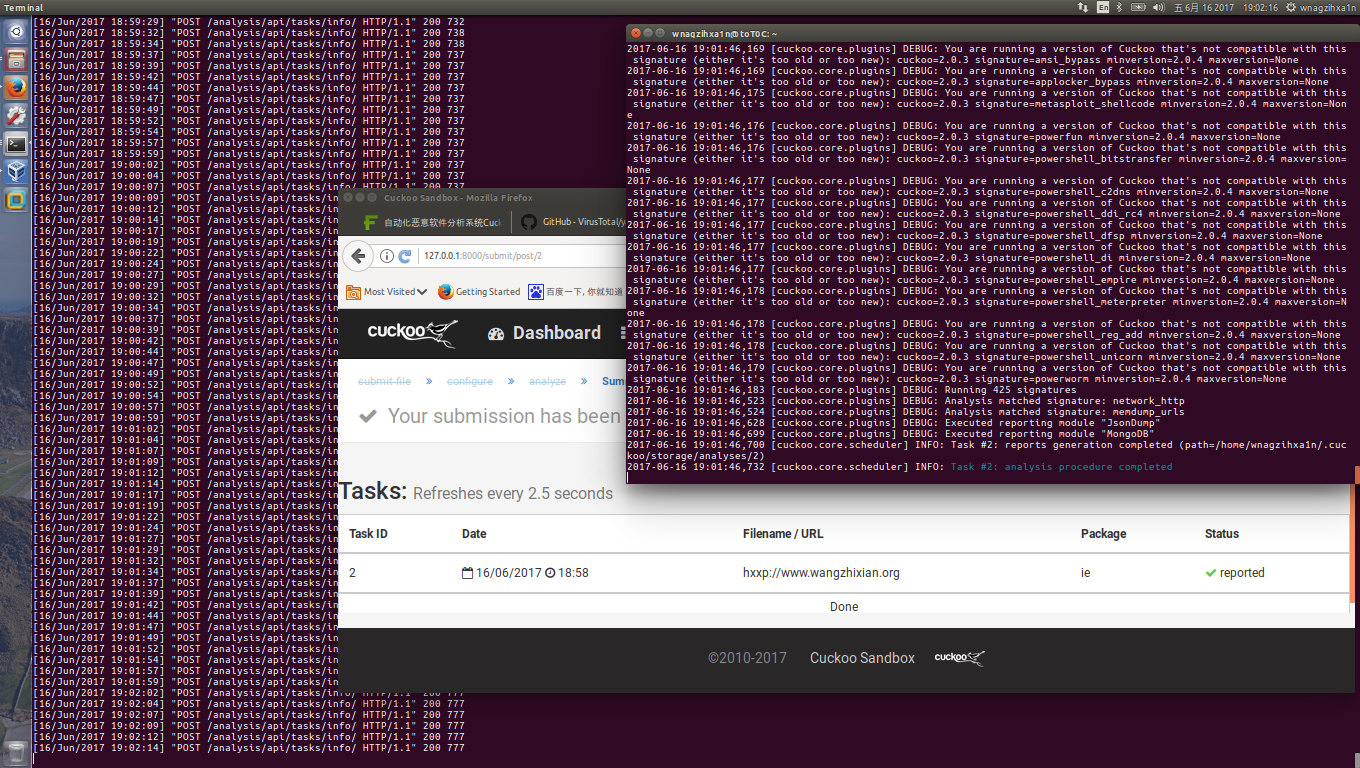 Terminal
En
五 6月 16 2017 19:02:16
wnagzihxa1n
[16/Jun/2017 18:59:29] "POST /analysis/api/tasks/info/ HTTP/1.1" 200 732
[16/Jun/2017 18:59:32] "POST /analysis/api/tasks/info/ HTTP/1.1" 200 738
[16/Jun/2017 18:59:34] "POST /analysis/api/tasks/info/ HTTP/1.1" 200 738
[16/Jun/2017 18:59:37] "POST /analysis/api/tasks/info/ HTTP/1.1" 200 738
[16/Jun/2017 18:59:39] "POST /analysis/api/tasks/info/ HTTP/1.1" 200 737
[16/Jun/2017 18:59:42] "POST /analysis/api/tasks/info/ HTTP/1.1" 200 737
[16/Jun/2017 18:59:44] "POST /analysis/api/tasks/info/ HTTP/1.1" 200 737
[16/Jun/2017 18:59:47] "POST /analysis/api/tasks/info/ HTTP/1.1" 200 737
[16/Jun/2017 18:59:49] "POST /analysis/api/tasks/info/ HTTP/1.1" 200 737
[16/Jun/2017 18:59:52] "POST /analysis/api/tasks/info/ HTTP/1.1" 200 737
[16/Jun/2017 18:59:54] "POST /analysis/api/tasks/info/ HTTP/1.1" 200 737
[16/Jun/2017 18:59:57] "POST /analysis/api/tasks/info/ HTTP/1.1" 200 737
[16/Jun/2017 18:59:59] "POST /analysis/api/tasks/info/ HTTP/1.1" 200 737
[16/Jun/2017 19:00:02] "POST /analysis/api/tasks/info/ HTTP/1.1" 200 737
[16/Jun/2017 19:00:04] "POST /analysis/api/tasks/info/ HTTP/1.1" 200 737
[16/Jun/2017 19:00:07] "POST /analysis/api/tasks/info/ HTTP/1.1" 200 737
[16/Jun/2017 19:00:09] "POST /analysis/api/tasks/in
[16/Jun/2017 19:00:12] "POST /analysis/api/tasks/in
[16/Jun/2017 19:00:14] "POST /analysis/api/tasks/in
[16/Jun/2017 19:00:17] "POST /analysis/api/tasks/in
[16/Jun/2017 19:00:19] "POST /analysis/api/tasks/in
[16/Jun/2017 19:00:22] "POST /analysis/api/tasks/in
[16/Jun/2017 19:00:24] "POST /analysis/api/tasks/in
[16/Jun/2017 19:00:27] "POST /analysis/api/tasks/in
[16/Jun/2017 19:00:29] "POST /analysis/api/tasks/in
[16/Jun/2017 19:00:32] "POST /analysis/api/tasks/in
[16/Jun/2017 19:00:34] "POST /analysis/api/tasks/in
[16/Jun/2017 19:00:37] "POST /analysis/api/tasks/in
[16/Jun/2017 19:00:39] "POST /analysis/api/tasks/in
[16/Jun/2017 19:00:42] "POST /analysis/api/tasks/in
[16/Jun/2017 19:00:44] "POST /analysis/api/tasks/in
[16/Jun/2017 19:00:47] "POST /analysis/api/tasks/in
[16/Jun/2017 19:00:49] "POST /analysis/api/tasks/in
[16/Jun/2017 19:00:52] "POST /analysis/api/tasks/in
[16/Jun/2017 19:00:54] "POST /analysis/api/tasks/in
[16/Jun/2017 19:00:57] "POST /analysis/api/tasks/in
[16/Jun/2017 19:00:59] "POST /analysis/api/tasks/in
[16/Jun/2017 19:01:02] "POST /analysis/api/tasks/in
[16/Jun/2017 19:01:04] "POST /analysis/api/tasks/in
[16/Jun/2017 19:01:07] "POST /analysis/api/tasks/in
[16/Jun/2017 19:01:09] "POST /analysis/api/tasks/in
[16/Jun/2017 19:01:12] "POST /analysis/api/tasks/in
[16/Jun/2017 19:01:14] "POST /analysis/api/tasks/in
[16/Jun/2017 19:01:17] "POST /analysis/api/tasks/in
[16/Jun/2017 19:01:19] "POST /analysis/api/tasks/in
[16/Jun/2017 19:01:22] "POST /analysis/api/tasks/in
[16/Jun/2017 19:01:24] "POST /analysis/api/tasks/in
[16/Jun/2017 19:01:27] "POST /analysis/api/tasks/in
[16/Jun/2017 19:01:29] "POST /analysis/api/tasks/in
[16/Jun/2017 19:01:32] "POST /analysis/api/tasks/in
[16/Jun/2017 19:01:34] "POST /analysis/api/tasks/in
[16/Jun/2017 19:01:37] "POST /analysis/api/tasks/in
[16/Jun/2017 19:01:39] "POST /analysis/api/tasks/in
[16/Jun/2017 19:01:42] "POST /analysis/api/tasks/in
[16/Jun/2017 19:01:44] "POST /analysis/api/tasks/in
[16/Jun/2017 19:01:47] "POST /analysis/api/tasks/in
[16/Jun/2017 19:01:49] "POST /analysis/api/tasks/in
[16/Jun/2017 19:01:52] "POST /analysis/api/tasks/in
[16/Jun/2017 19:01:54] "POST /analysis/api/tasks/in
[16/Jun/2017 19:01:57] "POST /analysis/api/tasks/in
[16/Jun/2017 19:01:59] "POST /analysis/api/tasks/in
[16/Jun/2017 19:02:02] "POST /analysis/api/tasks/info/ HTTP/1.1" 200 777
[16/Jun/2017 19:02:04] "POST /analysis/api/tasks/info/ HTTP/1.1" 200 777
[16/Jun/2017 19:02:07] "POST /analysis/api/tasks/info/ HTTP/1.1" 200 777
[16/Jun/2017 19:02:09] "POST /analysis/api/tasks/info/ HTTP/1.1" 200 777
[16/Jun/2017 19:02:12] "POST /analysis/api/tasks/info/ HTTP/1.1" 200 777
[16/Jun/2017 19:02:14] "POST /analysis/api/tasks/info/ HTTP/1.1" 200 777
wnagzihxa1n@toT0C: ~
2017-06-16 19:01:46,169 [cuckoo.core.plugins] DEBUG: You are running a version of Cuckoo that's not compatible with this
signature (either it's too old or too new): cuckoo=2.0.3 signature=amsi_bypass minversion=2.0.4 maxversion=None
2017-06-16 19:01:46,169 [cuckoo.core.plugins] DEBUG: You are running a version of Cuckoo that's not compatible with this
signature (either it's too old or too new): cuckoo=2.0.3 signature=applocker_bypass minversion=2.0.4 maxversion=None
2017-06-16 19:01:46,175 [cuckoo.core.plugins] DEBUG: You are running a version of Cuckoo that's not compatible with this
signature (either it's too old or too new): cuckoo=2.0.3 signature=metasploit_shellcode minversion=2.0.4 maxversion=Non
e
2017-06-16 19:01:46,176 [cuckoo.core.plugins] DEBUG: You are running a version of Cuckoo that's not compatible with this
signature (either it's too old or too new): cuckoo=2.0.3 signature=powerfun minversion=2.0.4 maxversion=None
2017-06-16 19:01:46,176 [cuckoo.core.plugins] DEBUG: You are running a version of Cuckoo that's not compatible with this
signature (either it's too old or too new): cuckoo=2.0.3 signature=powershell_bitstransfer minversion=2.0.4 maxversion=
None
2017-06-16 19:01:46,177 [cuckoo.core.plugins] DEBUG: You are running a version of Cuckoo that's not compatible with this
signature (either it's too old or too new): cuckoo=2.0.3 signature=powershell_c2dns minversion=2.0.4 maxversion=None
2017-06-16 19:01:46,177 [cuckoo.core.plugins] DEBUG: You are running a version of Cuckoo that's not compatible with this
signature (either it's too old or too new): cuckoo=2.0.3 signature=powershell_ddi_rc4 minversion=2.0.4 maxversion=None
2017-06-16 19:01:46,177 [cuckoo.core.plugins] DEBUG: You are running a version of Cuckoo that's not compatible with this
signature (either it's too old or too new): cuckoo=2.0.3 signature=powershell_dfsp minversion=2.0.4 maxversion=None
2017-06-16 19:01:46,177 [cuckoo.core.plugins] DEBUG: You are running a version of Cuckoo that's not compatible with this
signature (either it's too old or too new): cuckoo=2.0.3 signature=powershell_di minversion=2.0.4 maxversion=None
2017-06-16 19:01:46,177 [cuckoo.core.plugins] DEBUG: You are running a version of Cuckoo that's not compatible with this
signature (either it's too old or too new): cuckoo=2.0.3 signature=powershell_empire minversion=2.0.4 maxversion=None
2017-06-16 19:01:46,178 [cuckoo.core.plugins] DEBUG: You are running a version of Cuckoo that's not compatible with this
signature (either it's too old or too new): cuckoo=2.0.3 signature=powershell_meterpreter minversion=2.0.4 maxversion=N
one
2017-06-16 19:01:46,178 [cuckoo.core.plugins] DEBUG: You are running a version of Cuckoo that's not compatible with this
signature (either it's too old or too new): cuckoo=2.0.3 signature=powershell_reg_add minversion=2.0.4 maxversion=None
2017-06-16 19:01:46,178 [cuckoo.core.plugins] DEBUG: You are running a version of Cuckoo that's not compatible with this
signature (either it's too old or too new): cuckoo=2.0.3 signature=powershell_unicorn minversion=2.0.4 maxversion=None
2017-06-16 19:01:46,179 [cuckoo.core.plugins] DEBUG: You are running a version of Cuckoo that's not compatible with this
signature (either it's too old or too new): cuckoo=2.0.3 signature=powerworm minversion=2.0.4 maxversion=None
2017-06-16 19:01:46,183 [cuckoo.core.plugins] DEBUG: Running 425 signatures
2017-06-16 19:01:46,523 [cuckoo.core.plugins] DEBUG: Analysis matched signature: network_http
2017-06-16 19:01:46,524 [cuckoo.core.plugins] DEBUG: Analysis matched signature: memdump_urls
2017-06-16 19:01:46,628 [cuckoo.core.plugins] DEBUG: Executed reporting module "JsonDump"
2017-06-16 19:01:46,699 [cuckoo.core.plugins] DEBUG: Executed reporting module "MongoDB"
2017-06-16 19:01:46,700 [cuckoo.core.scheduler] INFO: Task #2: reports generation completed (path=/home/wnagzihxa1n/.cuc
koo/storage/analyses/2)
2017-06-16 19:01:46,732 [cuckoo.core.scheduler] INFO: Task #2: analysis procedure completed
Cuckoo Sandbox - Mozilla Firefox
自动化恶意软件分析系统Cuck
GitHub - VirusTotal/y
127.0.0.1:8000/submit/post/2
Most Visited
Getting Started
百度一下，你就知道
cuckoo
Dashboard
submit file » configure » analyze » Sum
Your submission has been
Tasks: Refreshes every 2.5 seconds
Task ID Date Filename / URL Package Status
2 16/06/2017 18:58 hxxp://www.wangzhixian.org ie reported
Done
©2010-2017 Cuckoo Sandbox cuckoo